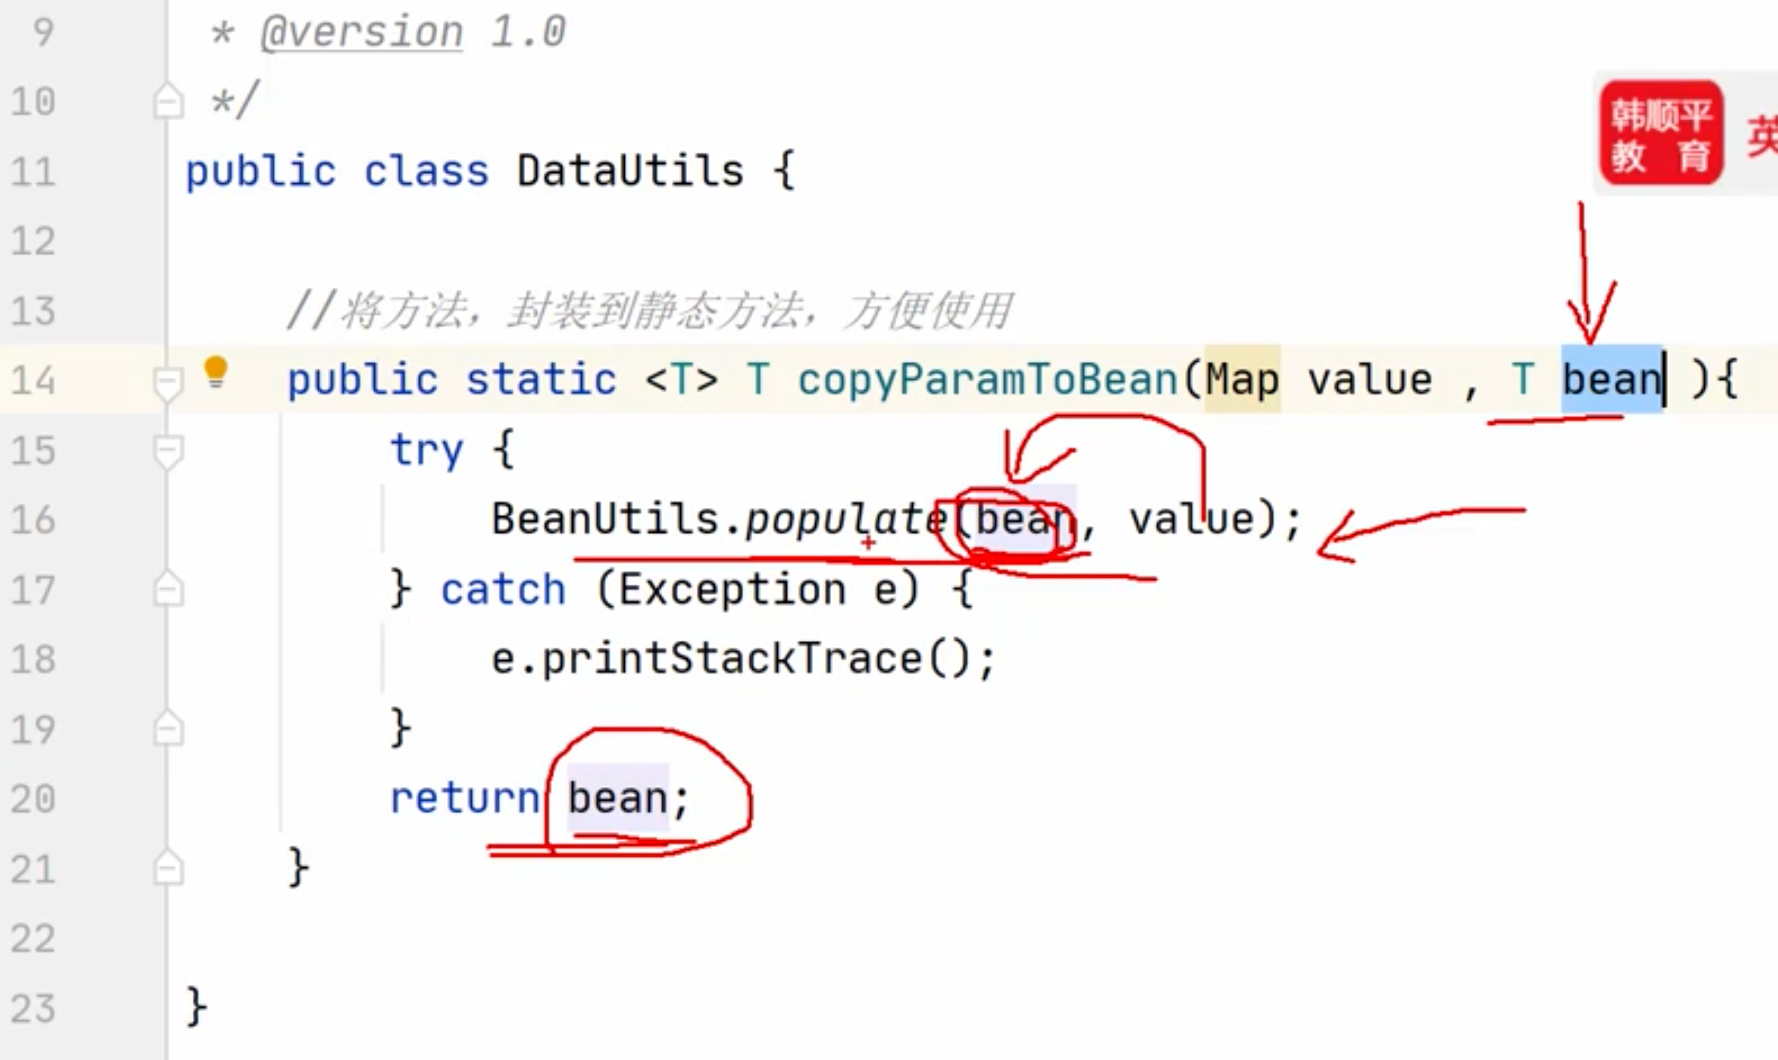 9 * @version 1.0
10 */
韩顺平
教 育
英
11 public class DataUtils {
12
13 //将方法，封装到静态方法，方便使用
14 public static <T> T copyParamToBean(Map value , T bean ){
15 try {
16 BeanUtils.populate(bean, value);
17 } catch (Exception e) {
18 e.printStackTrace();
19 }
20 return bean;
21 }
22
23 }